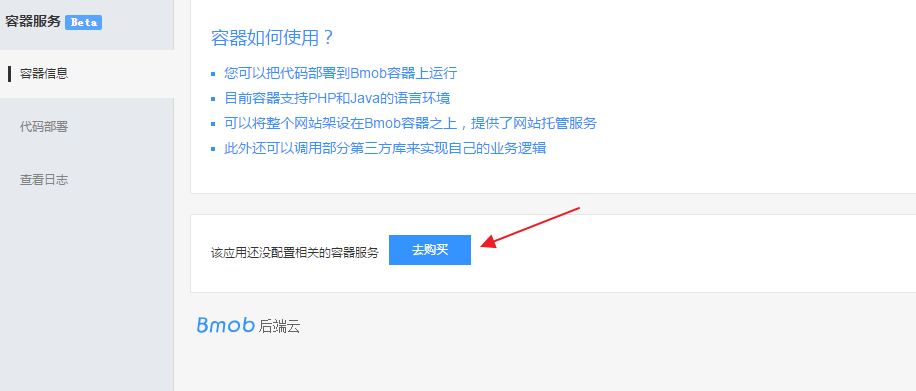 容器服务 Beta
容器信息
代码部署
查看日志
容器如何使用？
您可以把代码部署到Bmob容器上运行
目前容器支持PHP和Java的语言环境
可以将整个网站架设在Bmob容器之上，提供了网站托管服务
此外还可以调用部分第三方库来实现自己的业务逻辑
该应用还没配置相关的容器服务 去购买
Bmob 后端云